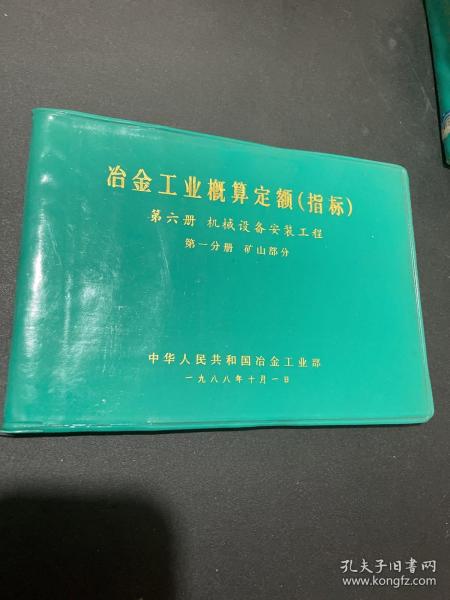 冶金工业概算定额(指标)
第六册 机械设备安装工程
第一分册 矿山部分
中华人民共和国冶金工业部
一九八八年十月一日
孔夫子旧书网
www.kongfz.com